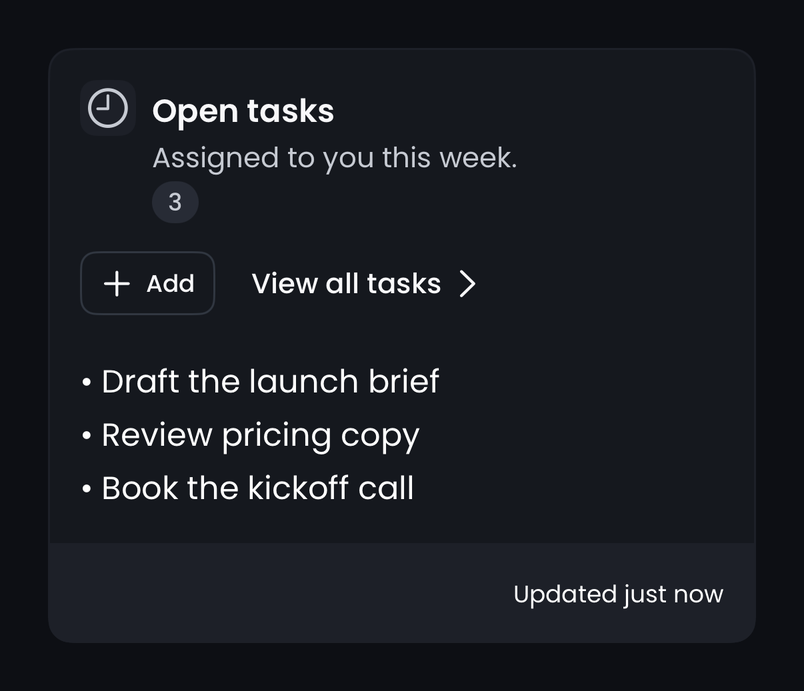 Open tasks
Assigned to you this week.
3
Add
View all tasks
• Draft the launch brief
• Review pricing copy
• Book the kickoff call
Updated just now